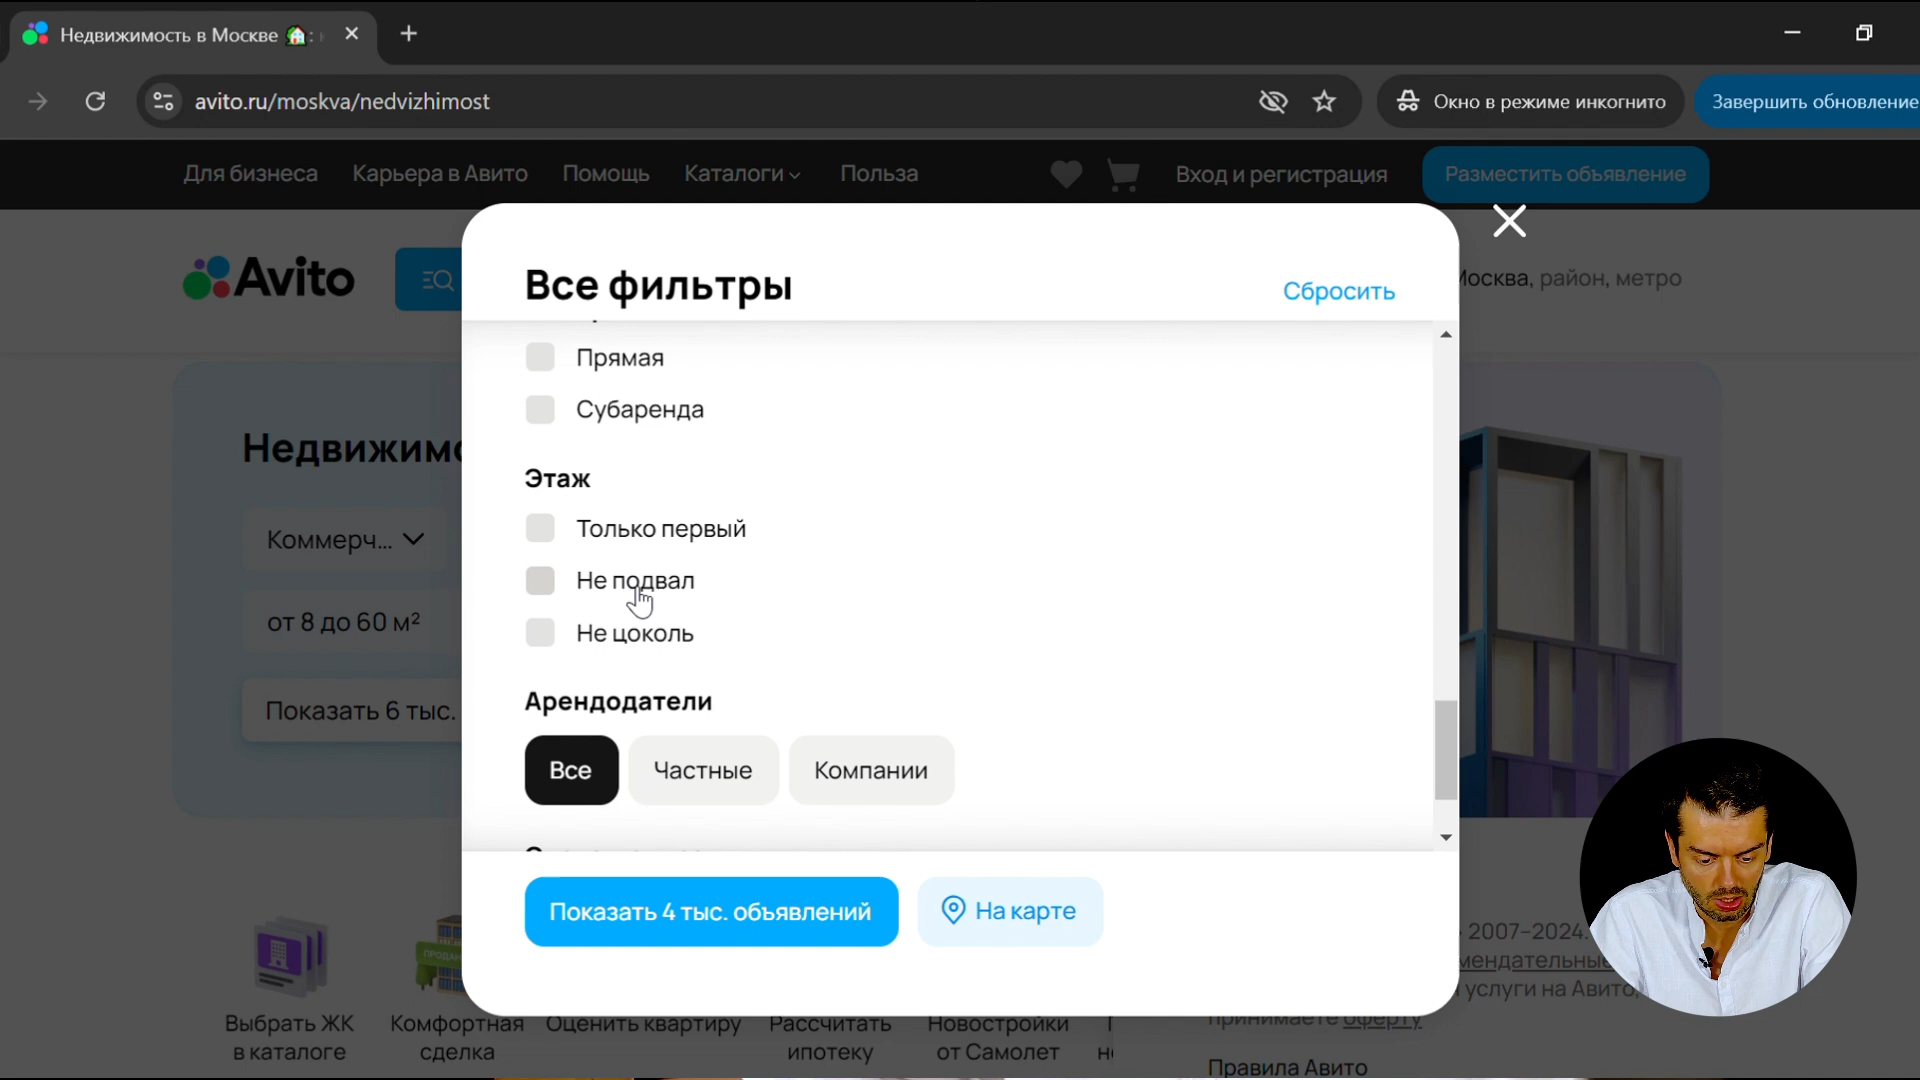 Недвижимость в Москве
avito.ru/moskva/nedvizhimost
Окно в режиме инкогнито
Завершить обновление
Для бизнеса
Карьера в Авито
Помощь
Каталоги
Польза
Вход и регистрация
Разместить объявление
Avito
Москва, район, метро
Все фильтры
Сбросить
Прямая
Субаренда
Этаж
Только первый
Не подвал
Не цоколь
Арендодатели
Все
Частные
Компании
Показать 4 тыс. объявлений
На карте
Недвижимо
Коммерч...
от 8 до 60 м²
Показать 6 тыс.
2007–2024.
услуги на Авито,
принимаете оферту
Правила Авито
Выбрать ЖК
в каталоге
Комфортная
сделка
Оценить квартиру
Рассчитать
ипотеку
Новостройки
от Самолет